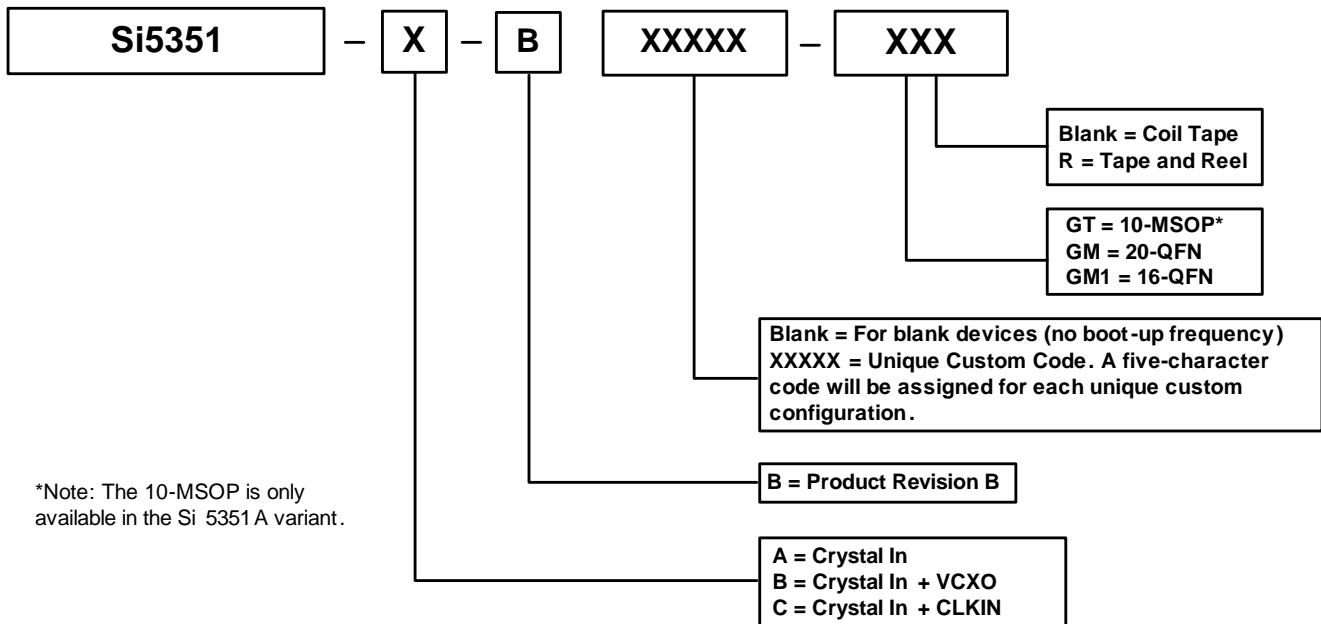 Si5351 – X – B XXXXX – XXX
Blank = Coil Tape
R = Tape and Reel
GT = 10-MSOP*
GM = 20-QFN
GM1 = 16-QFN
Blank = For blank devices (no boot-up frequency)
XXXXX = Unique Custom Code. A five-character
code will be assigned for each unique custom
configuration.
B = Product Revision B
*Note: The 10-MSOP is only
available in the Si 5351A variant.
A = Crystal In
B = Crystal In + VCXO
C = Crystal In + CLKIN